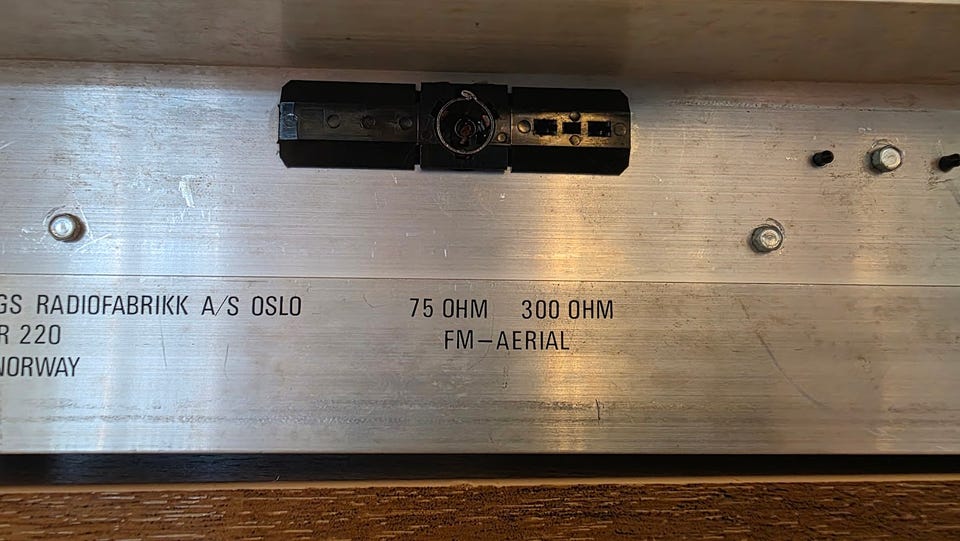 GS RADIOFABRIKK A/S OSLO
R 220
NORWAY
75 OHM 300 OHM
FM-AERIAL